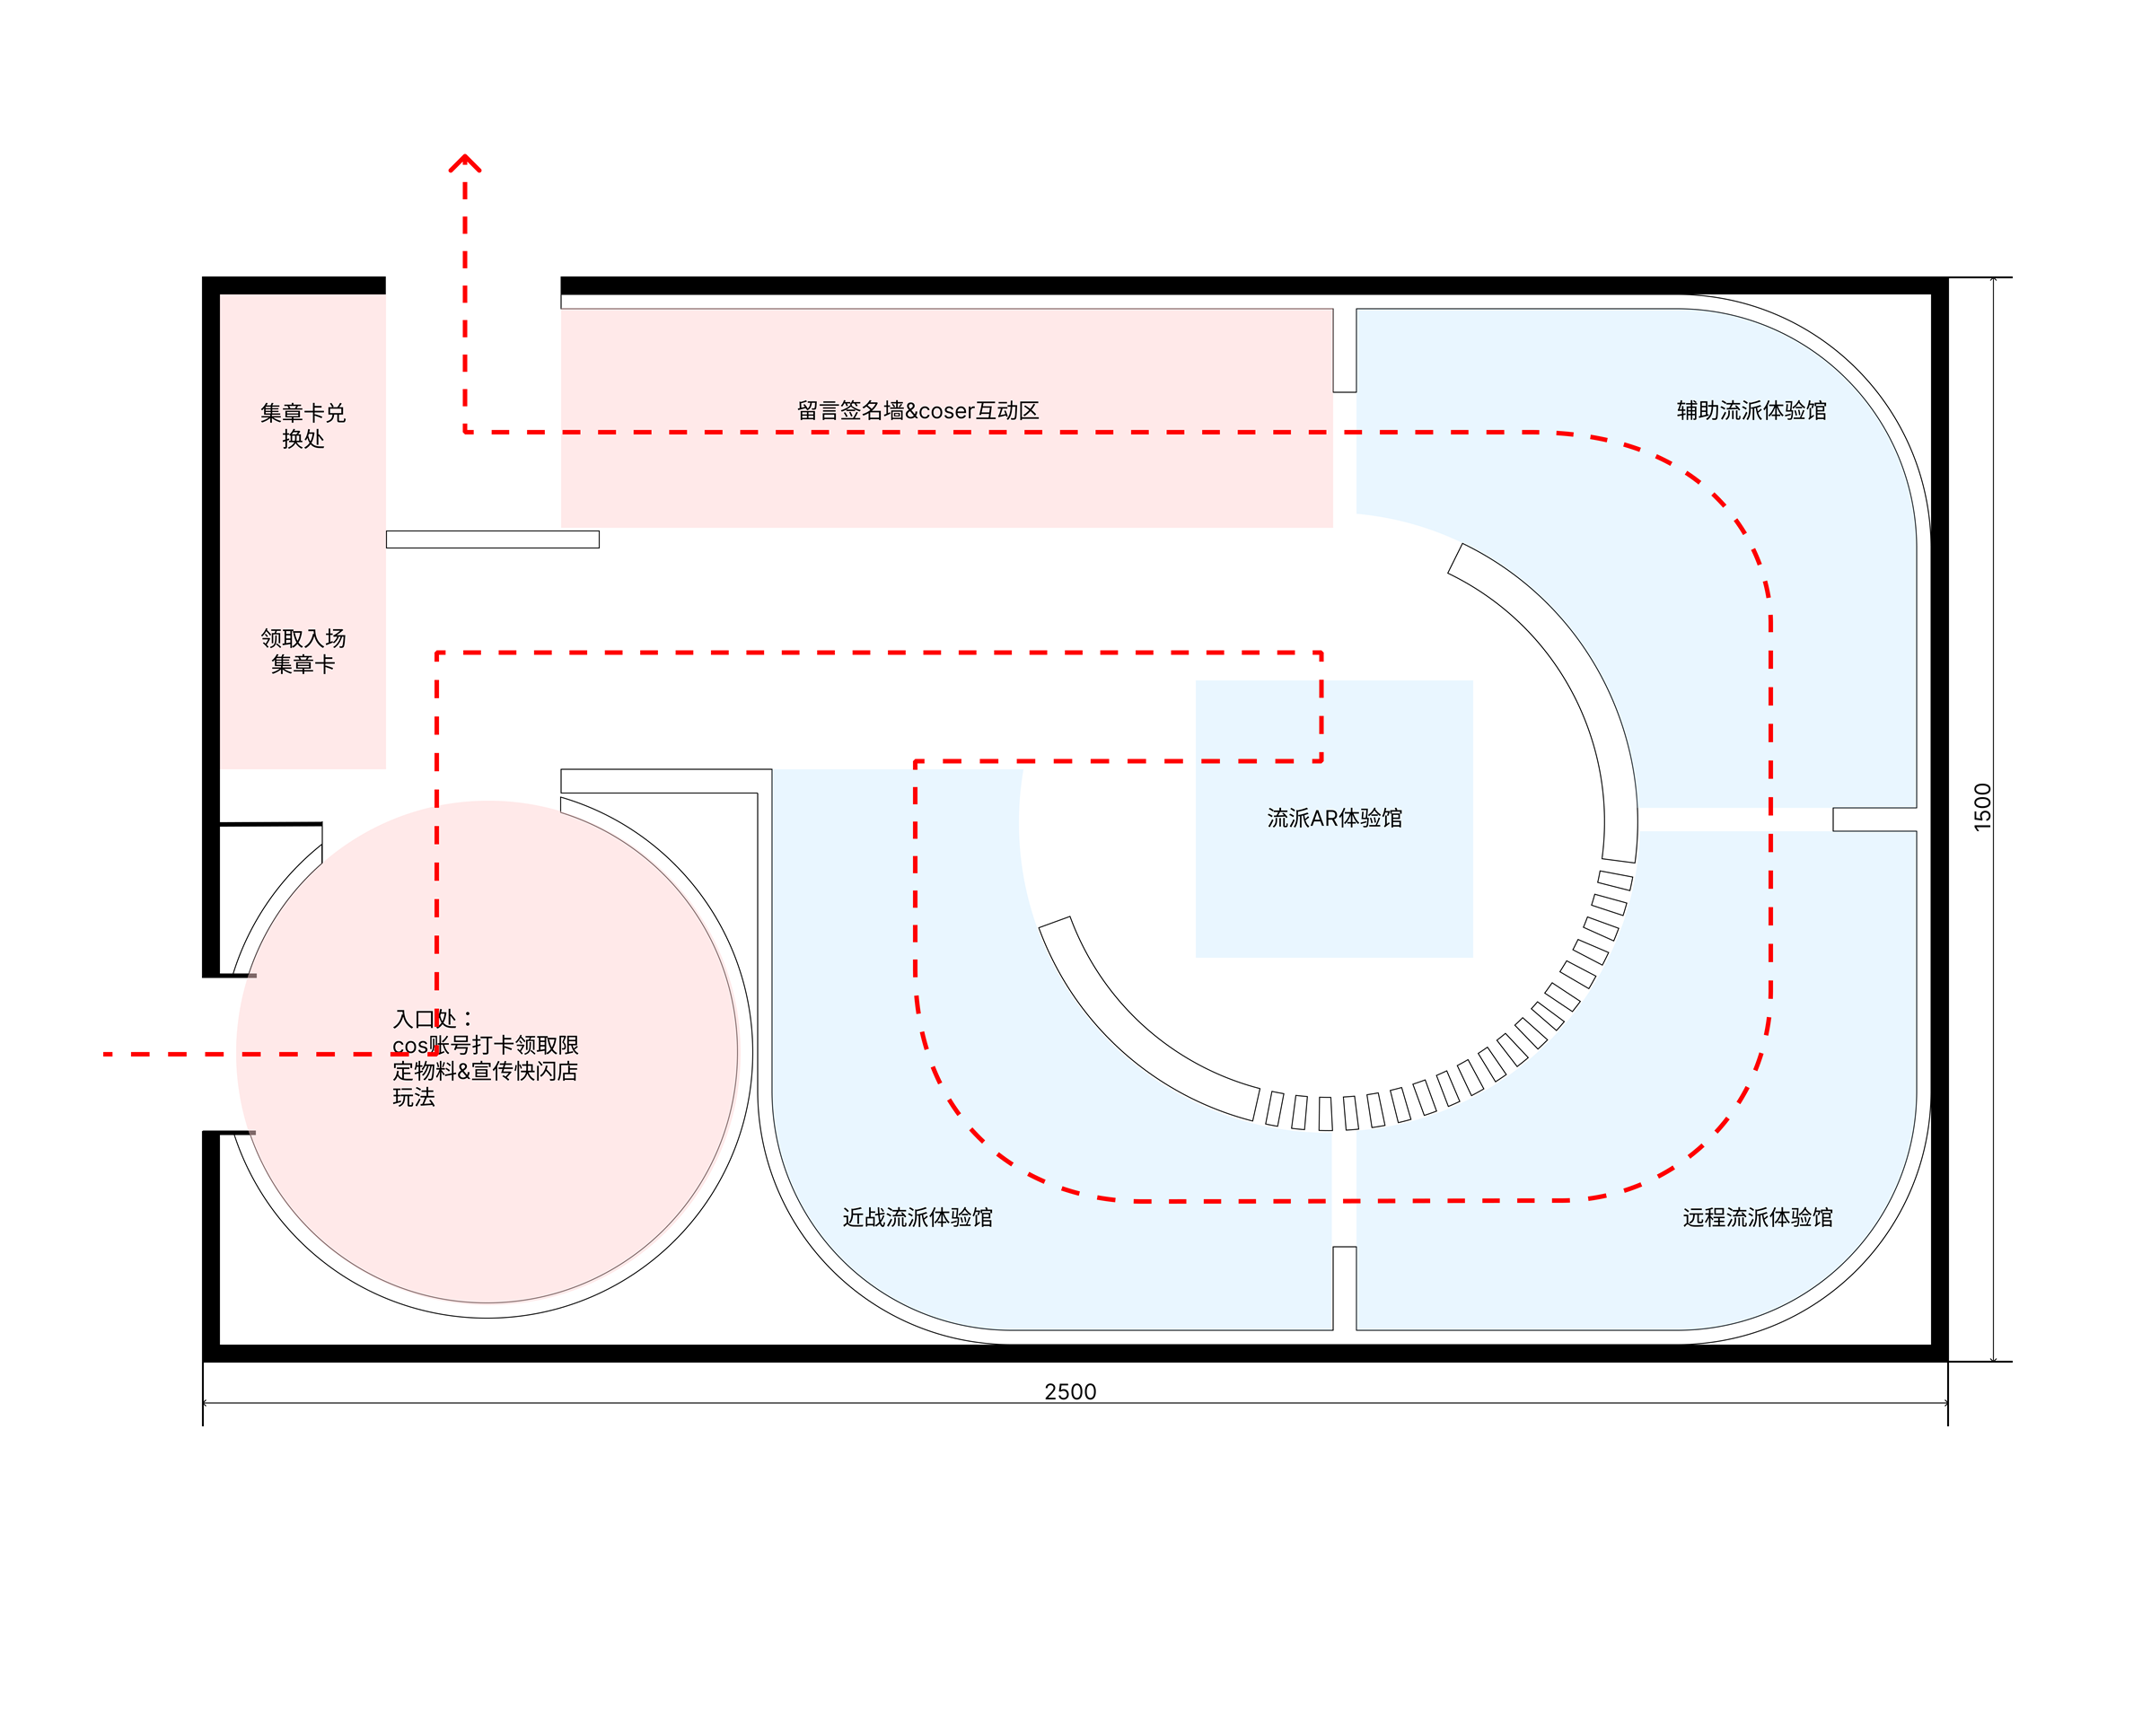 集章卡兑
换处
留言签名墙&coser互动区
辅助流派体验馆
领取入场
集章卡
流派AR体验馆
入口处：
cos账号打卡领取限
定物料&宣传快闪店
玩法
近战流派体验馆
远程流派体验馆
1500
2500